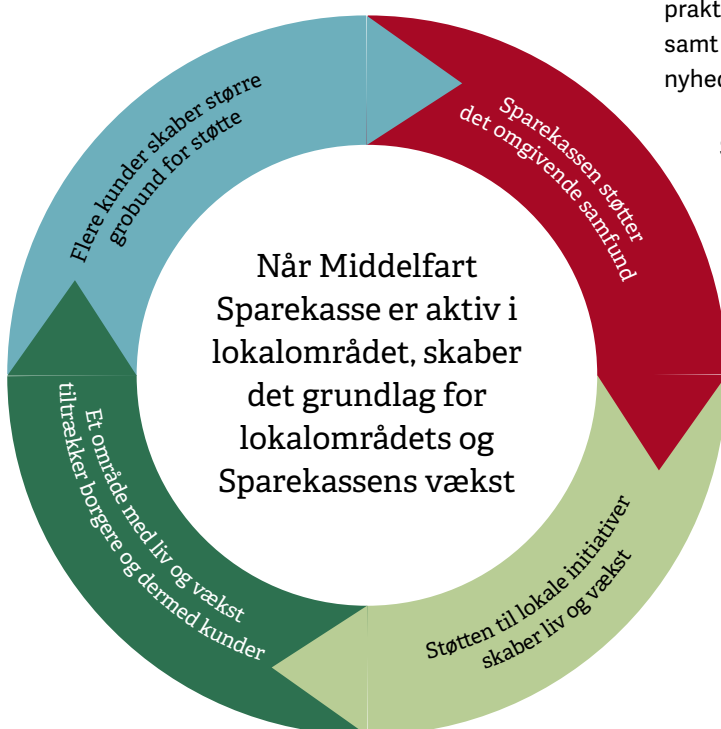 prakt
samt
nyhed
Sparekassen støtter
det omgivende samfund
Støtten til lokale initiativer
skaber liv og vækst
Et område med liv og vækst
tiltrækker borgere og dermed kunder
Flere kunder skaber større
grobund for støtte
Når Middelfart
Sparekasse er aktiv i
lokalområdet, skaber
det grundlag for
lokalområdets og
Sparekassens vækst